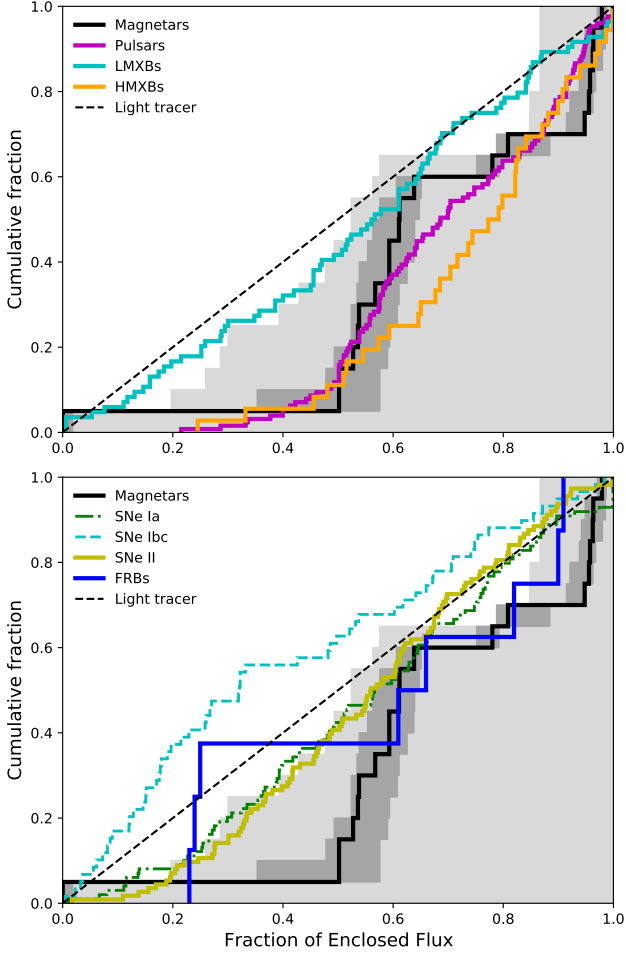 1.0
0.8
0.6
0.4
0.2
0.0
Cumulative fraction
Magnetars
Pulsars
LMXBs
HMXBs
Light tracer
0.0 0.2 0.4 0.6 0.8 1.0
1.0
0.8
0.6
0.4
0.2
0.0
Cumulative fraction
Magnetars
SNe Ia
SNe Ibc
SNe II
FRBs
Light tracer
0.0 0.2 0.4 0.6 0.8 1.0
Fraction of Enclosed Flux